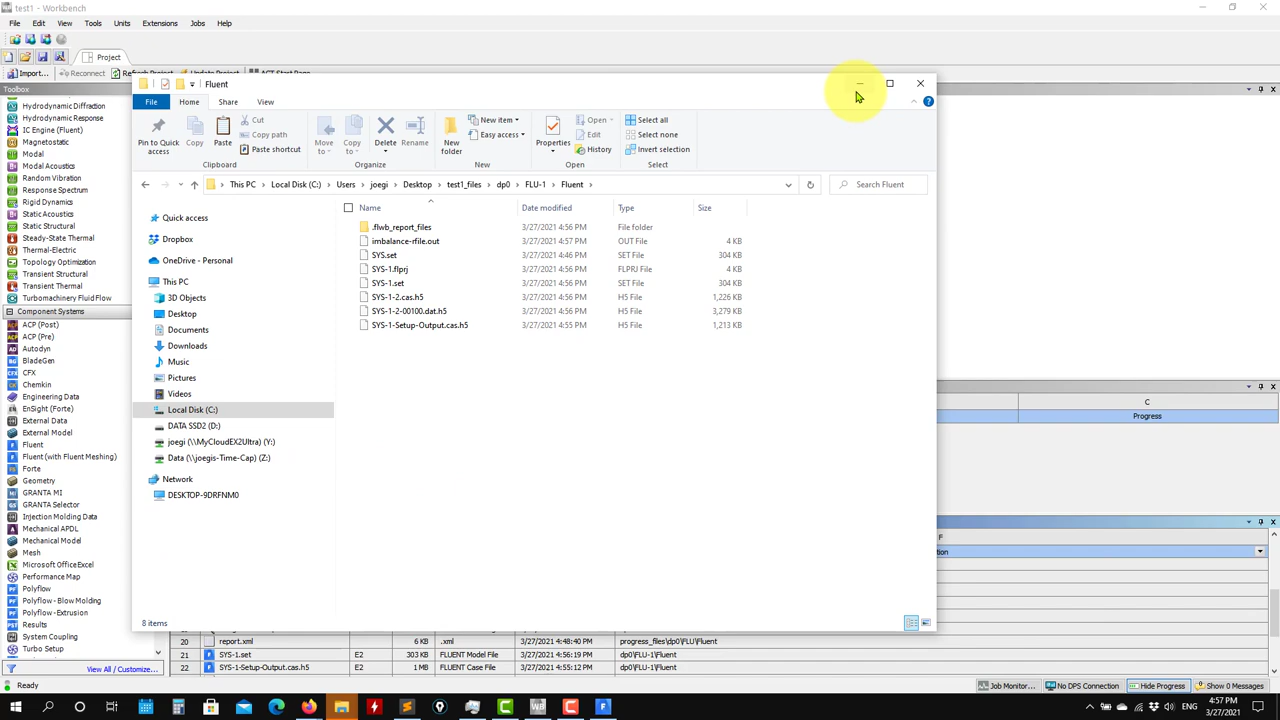 test1 - Workbench
File Edit View Tools Units Extensions Jobs Fluent
Project
Import... Reconnect Refresh Project Update Project ACT Start Page
Toolbox
Hydrodynamic Diffraction
Hydrodynamic Response
IC Engine (Fluent)
Magnetostatic
Modal
Modal Acoustics
Random Vibration
Response Spectrum
Rigid Dynamics
Static Acoustics
Static Structural
Steady-State Thermal
Thermal-Electric
Topology Optimization
Transient Structural
Transient Thermal
Turbomachinery Fluid Flow
Component Systems
ACP (Post)
ACP (Pre)
Autodyn
BladeGen
CFX
Chemkin
Engineering Data
EnSight (Forte)
External Data
External Model
Fluent
Fluent (with Fluent Meshing)
Forte
Geometry
GRANTA MI
GRANTA Selector
Injection Molding Data
Mechanical APDL
Mechanical Model
Mesh
Microsoft Office Excel
Performance Map
Polyflow
Polyflow - Blow Molding
Polyflow - Extrusion
Results
System Coupling
Turbo Setup
View All / Customize...
Ready
Fluent
File Home Share View
Pin to Quick access
Copy
Paste
Cut
Copy path
Paste shortcut
Clipboard
Move to
Copy to
Delete
Rename
Organize
New folder
New item
Easy access
New
Properties
Open
Edit
History
Open
Select all
Select none
Invert selection
Select
This PC > Local Disk (C:) > Users > joegi > Desktop > test1_files > dp0 > FLU-1 > Fluent >
Search Fluent
Quick access
Dropbox
OneDrive - Personal
This PC
3D Objects
Desktop
Documents
Downloads
Music
Pictures
Videos
Local Disk (C:)
DATA SSD2 (D:)
joegi (\\MyCloudEX2Ultra) (Y:)
Data (\\joegis-Time-Cap) (Z:)
Network
DESKTOP-9DRFNM0
Name Date modified Type Size
.flwb_report_files 3/27/2021 4:56 PM File folder
imbalance-rfile.out 3/27/2021 4:57 PM OUT File 4 KB
SYS.set 3/27/2021 4:46 PM SET File 304 KB
SYS-1.flprj 3/27/2021 4:56 PM FLPRJ File 4 KB
SYS-1.set 3/27/2021 4:56 PM SET File 304 KB
SYS-1-2.cas.h5 3/27/2021 4:56 PM H5 File 1,226 KB
SYS-1-2-00100.dat.h5 3/27/2021 4:56 PM H5 File 3,279 KB
SYS-1-Setup-Output.cas.h5 3/27/2021 4:55 PM H5 File 1,213 KB
8 items
C
Progress
F
20 report.xml 6 KB .xml 3/27/2021 4:48:40 PM progress_files\dp0\FLU\Fluent
21 SYS-1.set E2 303 KB FLUENT Model File 3/27/2021 4:56:19 PM dp0\FLU-1\Fluent
22 SYS-1-Setup-Output.cas.h5 E2 1 MB FLUENT Case File 3/27/2021 4:55:12 PM dp0\FLU-1\Fluent
Job Monitor... No DPS Connection Hide Progress Show 0 Messages
ENG
4:57 PM
3/27/2021